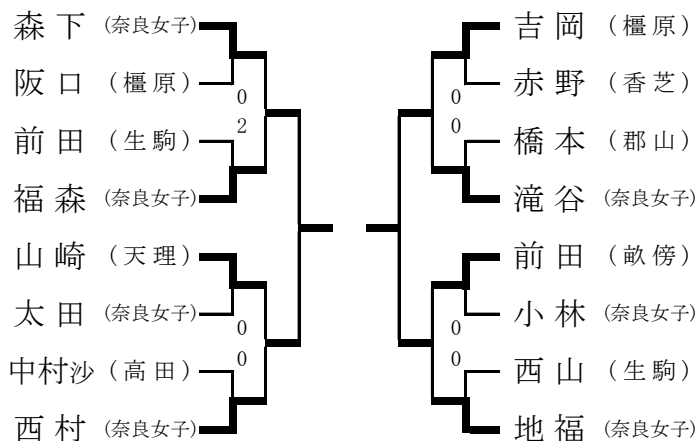 森下 (奈良女子)
阪口 (橿原)
0
2
前田 (生駒)
福森 (奈良女子)
山崎 (天理)
太田 (奈良女子)
0
0
中村沙 (高田)
西村 (奈良女子)
吉岡 (橿原)
0
赤野 (香芝)
0
橋本 (郡山)
滝谷 (奈良女子)
前田 (畝傍)
小林 (奈良女子)
0
0
西山 (生駒)
地福 (奈良女子)